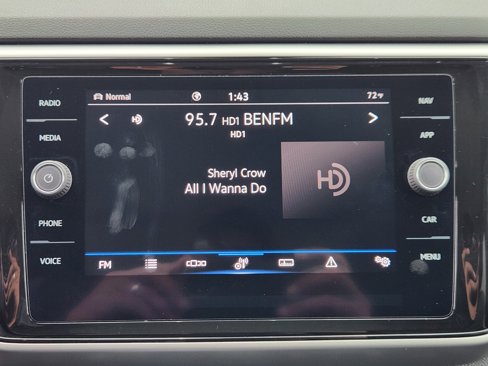 RADIO
MEDIA
PHONE
VOICE
Normal 1:43 72°F
95.7 HD1 BENFM
HD1
Sheryl Crow
All I Wanna Do
HD
FM
NAV
APP
CAR
MENU